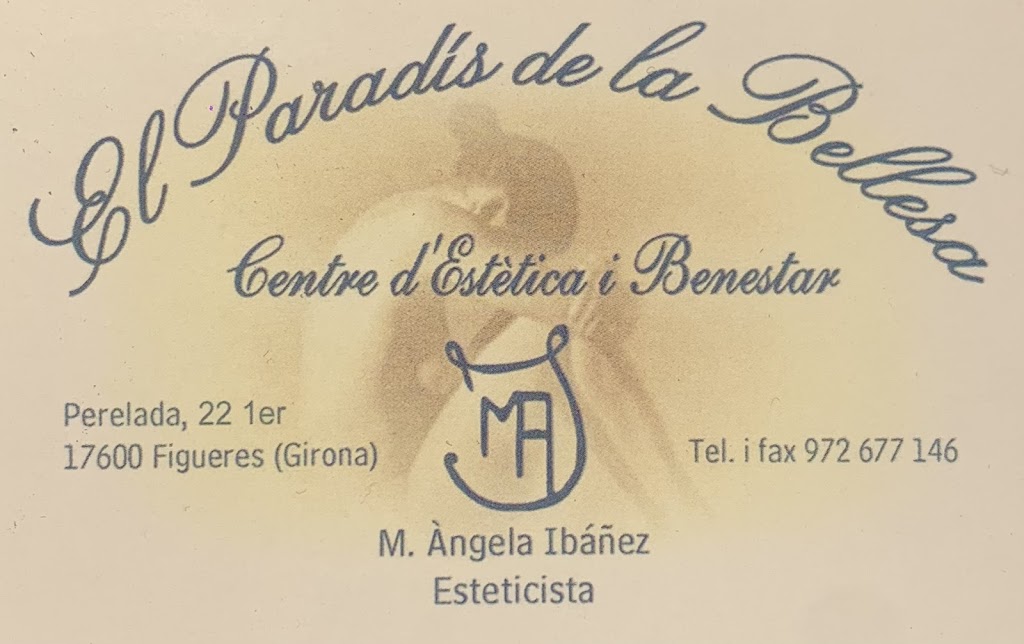 El Paradís de la Bellesa
Centre d'Estètica i Benestar
Perelada, 22 1er
17600 Figueres (Girona)
Tel. i fax 972 677 146
MA
M. Àngela Ibáñez
Esteticista